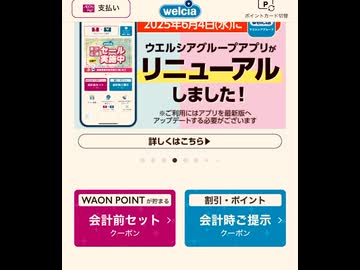 支払い
welcia
P
ポイントカード切替
2025年6月4日(水)に
セール
実施中
ウエルシアグループアプリが
リニューアル
しました!
※ご利用にはアプリを最新版へ
アップデートする必要がございます
詳しくはこちら▶
WAON POINTが貯まる
会計前セット
クーポン
割引・ポイント
会計時ご提示
クーポン